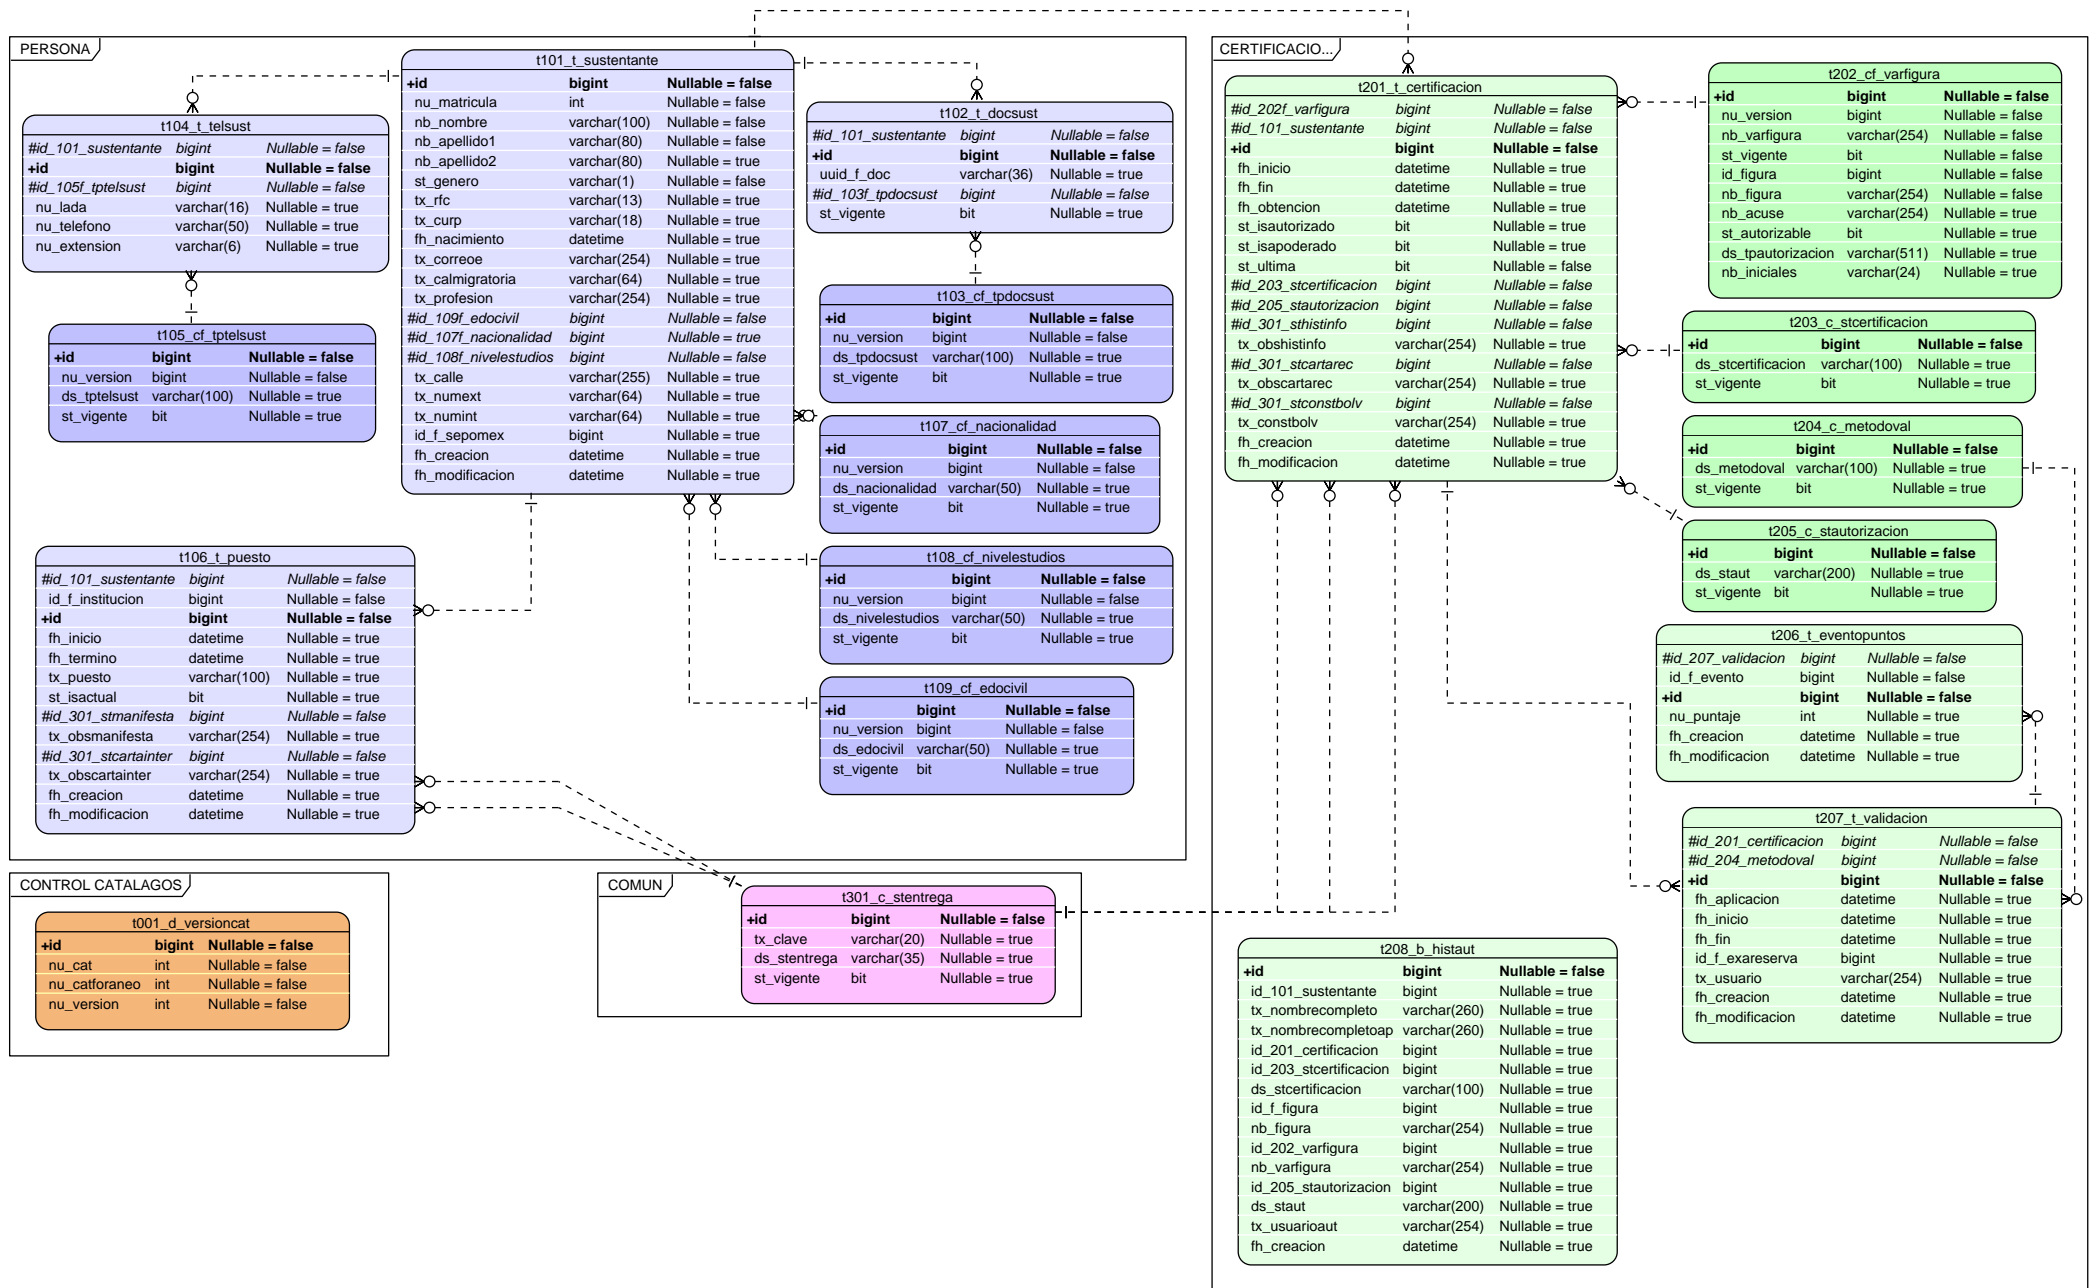 PERSONA
t101_t_sustentante
+id bigint Nullable = false
nu_matricula int Nullable = false
nb_nombre varchar(100) Nullable = false
nb_apellido1 varchar(80) Nullable = false
nb_apellido2 varchar(80) Nullable = true
st_genero varchar(1) Nullable = false
tx_rfc varchar(13) Nullable = true
tx_curp varchar(18) Nullable = true
fh_nacimiento datetime Nullable = true
tx_correoe varchar(254) Nullable = true
tx_calmigratoria varchar(64) Nullable = true
tx_profesion varchar(254) Nullable = true
#id_109f_edocivil bigint Nullable = false
#id_107f_nacionalidad bigint Nullable = true
#id_108f_nivelestudios bigint Nullable = false
tx_calle varchar(255) Nullable = true
tx_numext varchar(64) Nullable = true
tx_numint varchar(64) Nullable = true
id_f_sepomex bigint Nullable = true
fh_creacion datetime Nullable = true
fh_modificacion datetime Nullable = true
t104_t_telsust
#id_101_sustentante bigint Nullable = false
+id bigint Nullable = false
#id_105f_tptelsust bigint Nullable = false
nu_lada varchar(16) Nullable = true
nu_telefono varchar(50) Nullable = true
nu_extension varchar(6) Nullable = true
t105_cf_tptelsust
+id bigint Nullable = false
nu_version bigint Nullable = false
ds_tptelsust varchar(100) Nullable = true
st_vigente bit Nullable = true
t102_t_docsust
#id_101_sustentante bigint Nullable = false
+id bigint Nullable = false
uuid_f_doc varchar(36) Nullable = true
#id_103f_tpdocsust bigint Nullable = false
st_vigente bit Nullable = true
t103_cf_tpdocsust
+id bigint Nullable = false
nu_version bigint Nullable = false
ds_tpdocsust varchar(100) Nullable = true
st_vigente bit Nullable = true
t107_cf_nacionalidad
+id bigint Nullable = false
nu_version bigint Nullable = false
ds_nacionalidad varchar(50) Nullable = true
st_vigente bit Nullable = true
t108_cf_nivelestudios
+id bigint Nullable = false
nu_version bigint Nullable = false
ds_nivelestudios varchar(50) Nullable = true
st_vigente bit Nullable = true
t109_cf_edocivil
+id bigint Nullable = false
nu_version bigint Nullable = false
ds_edocivil varchar(50) Nullable = true
st_vigente bit Nullable = true
t106_t_puesto
#id_101_sustentante bigint Nullable = false
id_f_institucion bigint Nullable = false
+id bigint Nullable = false
fh_inicio datetime Nullable = true
fh_termino datetime Nullable = true
tx_puesto varchar(100) Nullable = true
st_isactual bit Nullable = true
#id_301_stmanifesta bigint Nullable = false
tx_obsmanifesta varchar(254) Nullable = true
#id_301_stcartainter bigint Nullable = false
tx_obscartainter varchar(254) Nullable = true
fh_creacion datetime Nullable = true
fh_modificacion datetime Nullable = true
CONTROL CATALAGOS
t001_d_versioncat
+id bigint Nullable = false
nu_cat int Nullable = false
nu_catforaneo int Nullable = false
nu_version int Nullable = false
COMUN
t301_c_stentrega
+id bigint Nullable = false
tx_clave varchar(20) Nullable = true
ds_stentrega varchar(35) Nullable = true
st_vigente bit Nullable = true
CERTIFICACIO...
t201_t_certificacion
#id_202f_varfigura bigint Nullable = false
#id_101_sustentante bigint Nullable = false
+id bigint Nullable = false
fh_inicio datetime Nullable = true
fh_fin datetime Nullable = true
fh_obtencion datetime Nullable = true
st_isautorizado bit Nullable = true
st_isapoderado bit Nullable = true
st_ultima bit Nullable = false
#id_203_stcertificacion bigint Nullable = false
#id_205_stautorizacion bigint Nullable = false
#id_301_sthistinfo bigint Nullable = false
tx_obshistinfo varchar(254) Nullable = true
#id_301_stcartarec bigint Nullable = false
tx_obscartarec varchar(254) Nullable = true
#id_301_stconstbolv bigint Nullable = false
tx_constbolv varchar(254) Nullable = true
fh_creacion datetime Nullable = true
fh_modificacion datetime Nullable = true
t202_cf_varfigura
+id bigint Nullable = false
nu_version bigint Nullable = false
nb_varfigura varchar(254) Nullable = false
st_vigente bit Nullable = false
id_figura bigint Nullable = false
nb_figura varchar(254) Nullable = false
nb_acuse varchar(254) Nullable = true
st_autorizable bit Nullable = true
ds_tpautorizacion varchar(511) Nullable = true
nb_iniciales varchar(24) Nullable = true
t203_c_stcertificacion
+id bigint Nullable = false
ds_stcertificacion varchar(100) Nullable = true
st_vigente bit Nullable = true
t204_c_metodoval
+id bigint Nullable = false
ds_metodoval varchar(100) Nullable = true
st_vigente bit Nullable = true
t205_c_stautorizacion
+id bigint Nullable = false
ds_staut varchar(200) Nullable = true
st_vigente bit Nullable = true
t206_t_eventopuntos
#id_207_validacion bigint Nullable = false
id_f_evento bigint Nullable = false
+id bigint Nullable = false
nu_puntaje int Nullable = true
fh_creacion datetime Nullable = true
fh_modificacion datetime Nullable = true
t207_t_validacion
#id_201_certificacion bigint Nullable = false
#id_204_metodoval bigint Nullable = false
+id bigint Nullable = false
fh_aplicacion datetime Nullable = true
fh_inicio datetime Nullable = true
fh_fin datetime Nullable = true
id_f_exareserva bigint Nullable = true
tx_usuario varchar(254) Nullable = true
fh_creacion datetime Nullable = true
fh_modificacion datetime Nullable = true
t208_b_histaut
+id bigint Nullable = false
id_101_sustentante bigint Nullable = true
tx_nombrecompleto varchar(260) Nullable = true
tx_nombrecompletoap varchar(260) Nullable = true
id_201_certificacion bigint Nullable = true
id_203_stcertificacion bigint Nullable = true
ds_stcertificacion varchar(100) Nullable = true
id_f_figura bigint Nullable = true
nb_figura varchar(254) Nullable = true
id_202_varfigura bigint Nullable = true
nb_varfigura varchar(254) Nullable = true
id_205_stautorizacion bigint Nullable = true
ds_staut varchar(200) Nullable = true
tx_usuarioaut varchar(254) Nullable = true
fh_creacion datetime Nullable = true